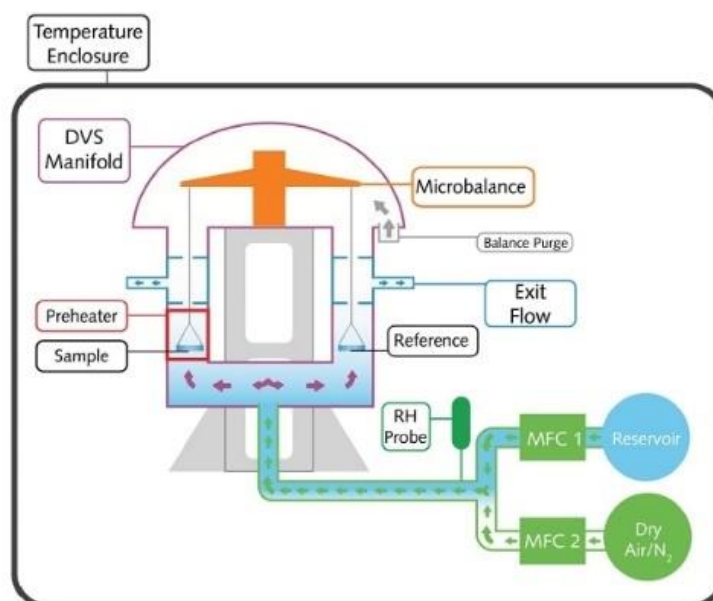 Temperature
Enclosure
DVS
Manifold
Microbalance
Balance Purge
Exit
Flow
Preheater
Sample
Reference
RH
Probe
MFC 1
Reservoir
MFC 2
Dry
Air/N₂